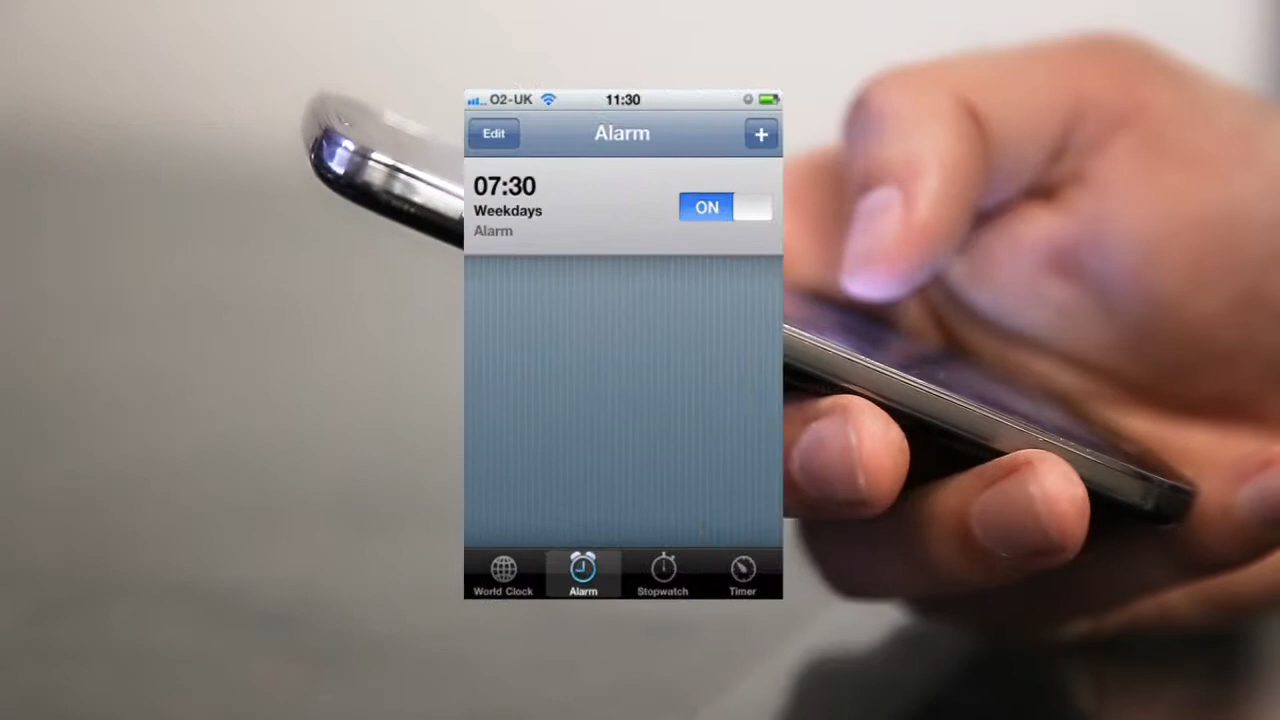 O2-UK 11:30
Edit Alarm +
07:30
Weekdays
Alarm
ON
World Clock Alarm Stopwatch Timer